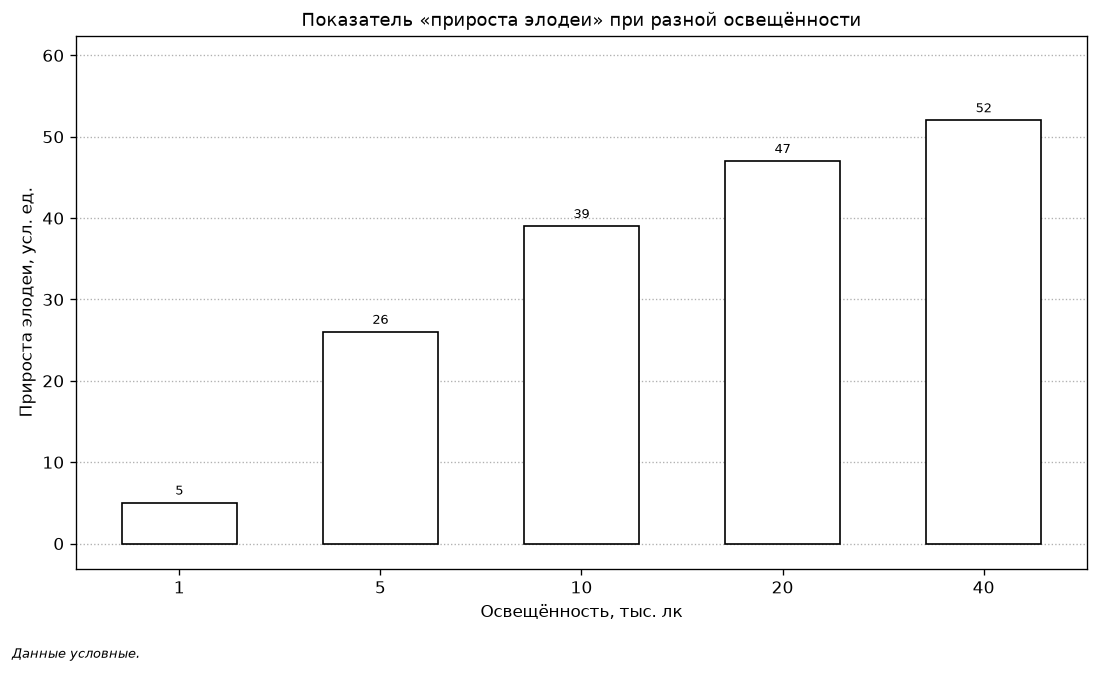 Показатель «прироста элодеи» при разной освещённости
Прироста элодеи, усл. ед.
60
50
40
30
20
10
0
5
26
39
47
52
1 5 10 20 40
Освещённость, тыс. лк
Данные условные.